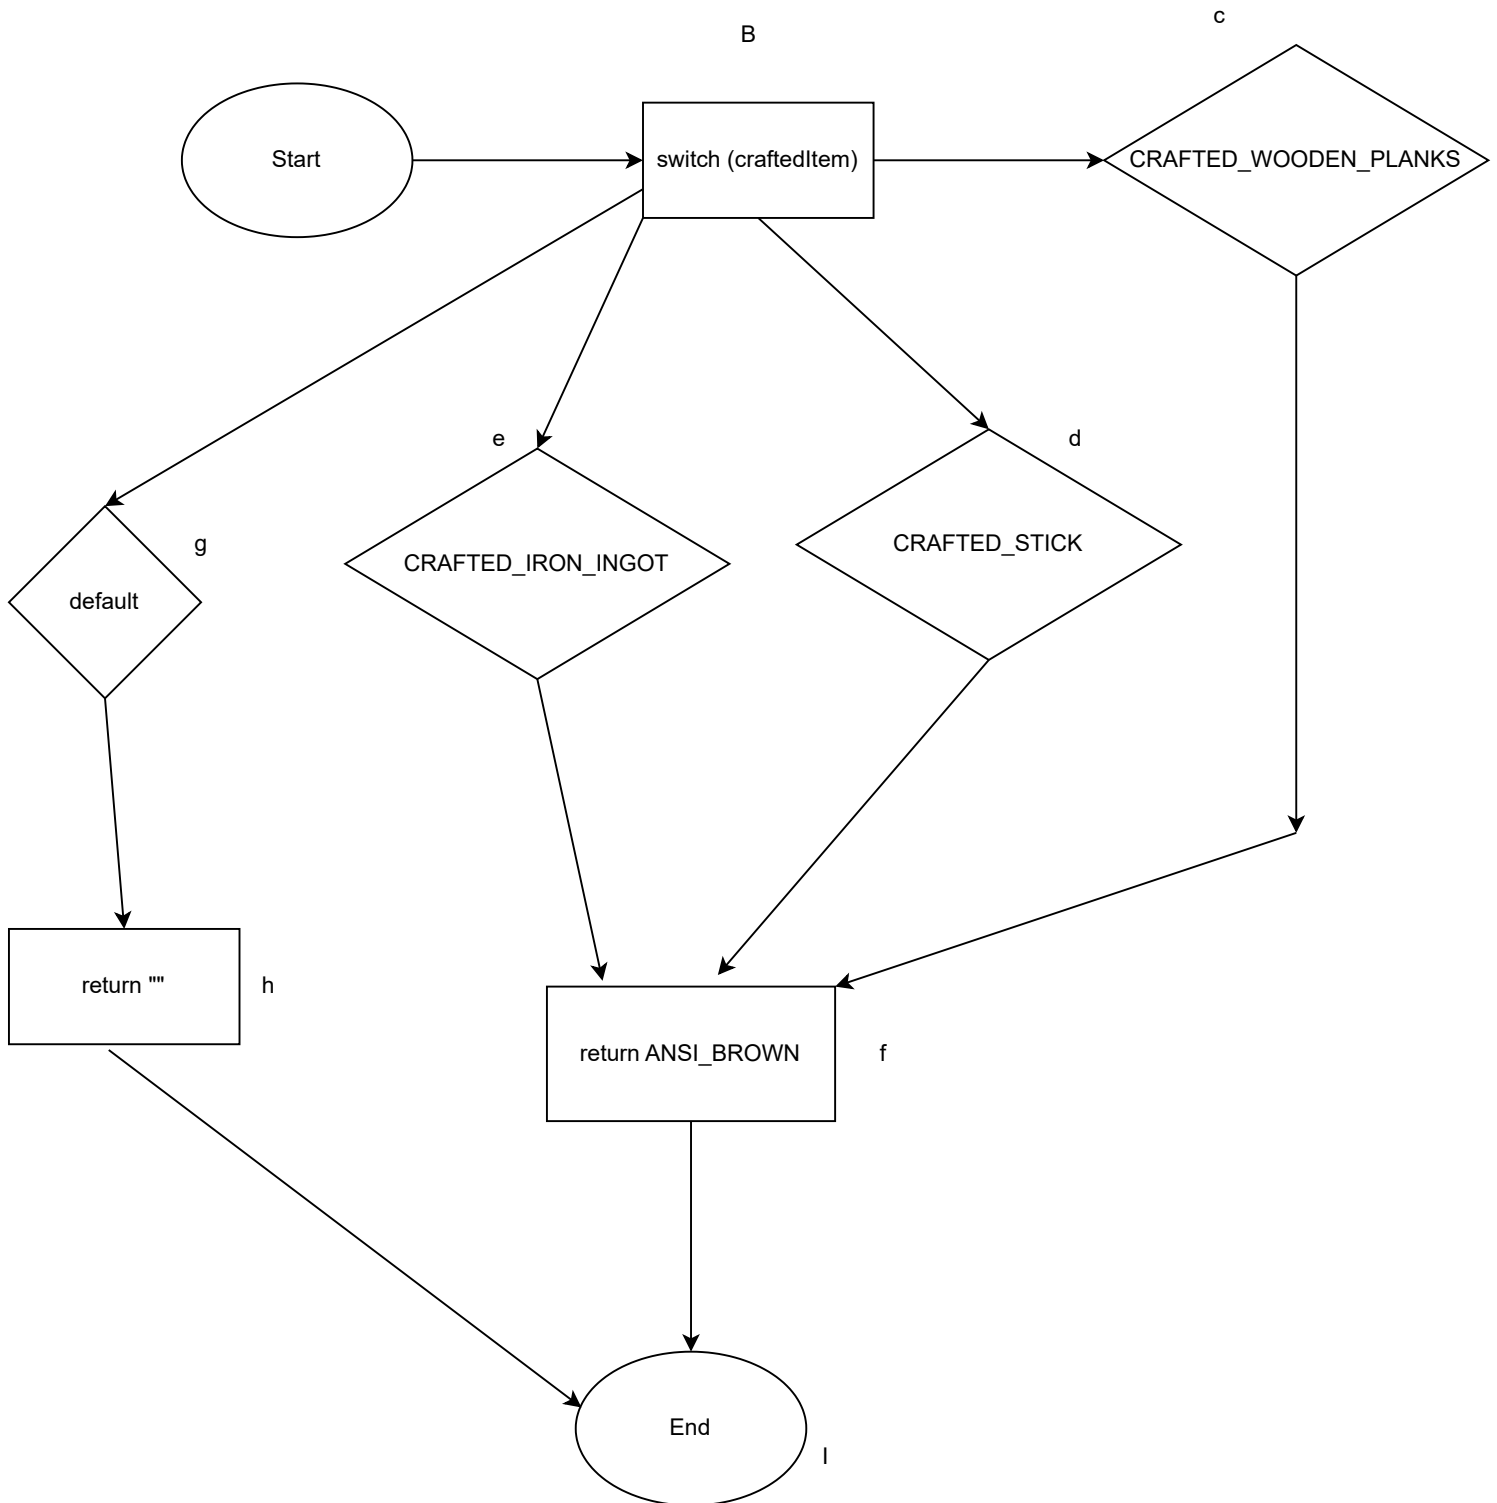 c
B
Start
switch (craftedItem)
CRAFTED_WOODEN_PLANKS
e
d
g
CRAFTED_STICK
CRAFTED_IRON_INGOT
default
return ""
h
return ANSI_BROWN
f
End
I